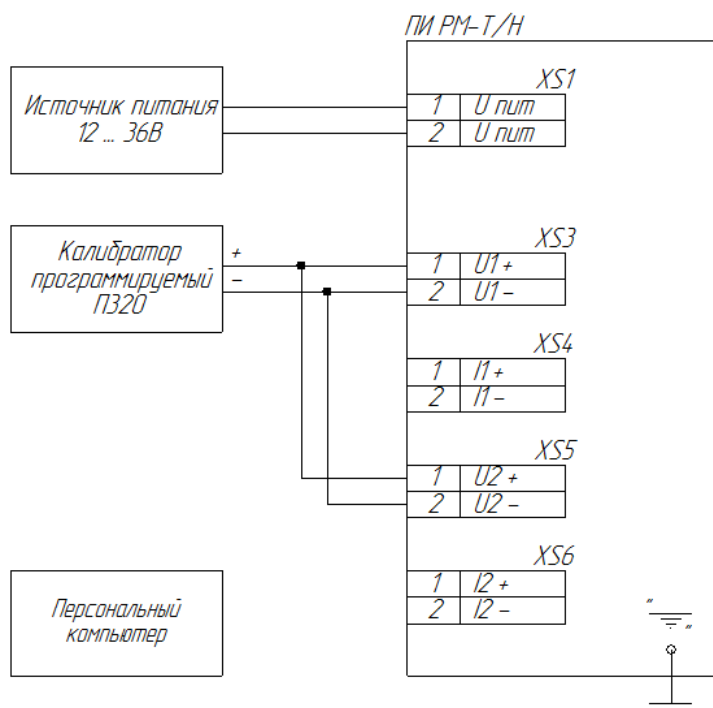 ПИ РМ-Т/Н
Источник питания
12 ... 36В
XS1
1 U пит
2 U пит
Калибратор
программируемый
П320
+
-
XS3
1 U1 +
2 U1 -
XS4
1 I1 +
2 I1 -
XS5
1 U2 +
2 U2 -
XS6
1 I2 +
2 I2 -
Персональный
компьютер
" "